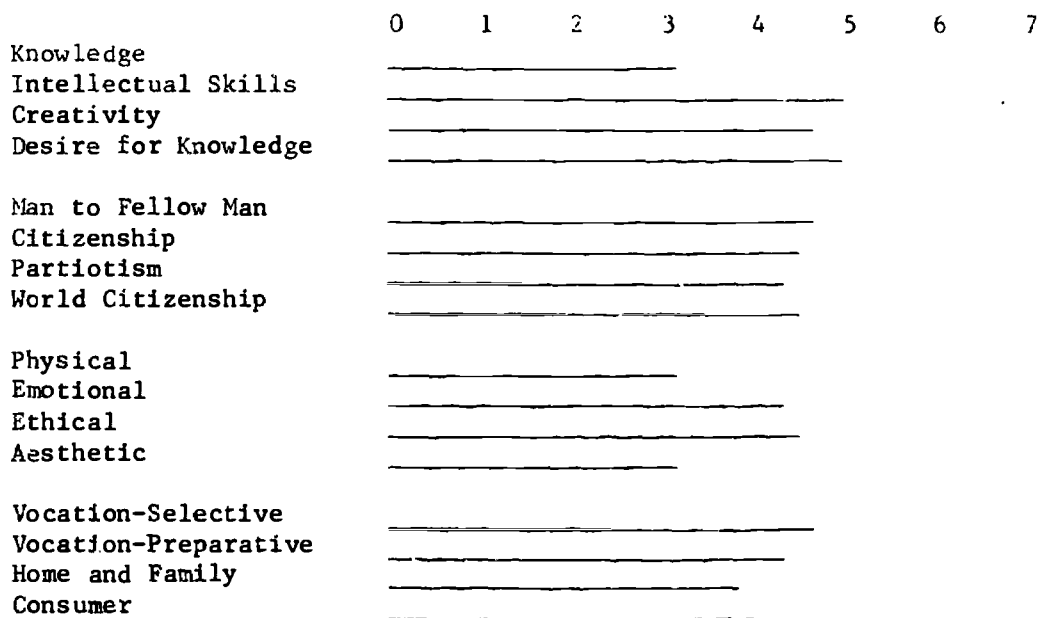 0 1 2 3 4 5 6 7
Knowledge
Intellectual Skills
Creativity
Desire for Knowledge
Man to Fellow Man
Citizenship
Partiotism
World Citizenship
Physical
Emotional
Ethical
Aesthetic
Vocation-Selective
Vocation-Preparative
Home and Family
Consumer